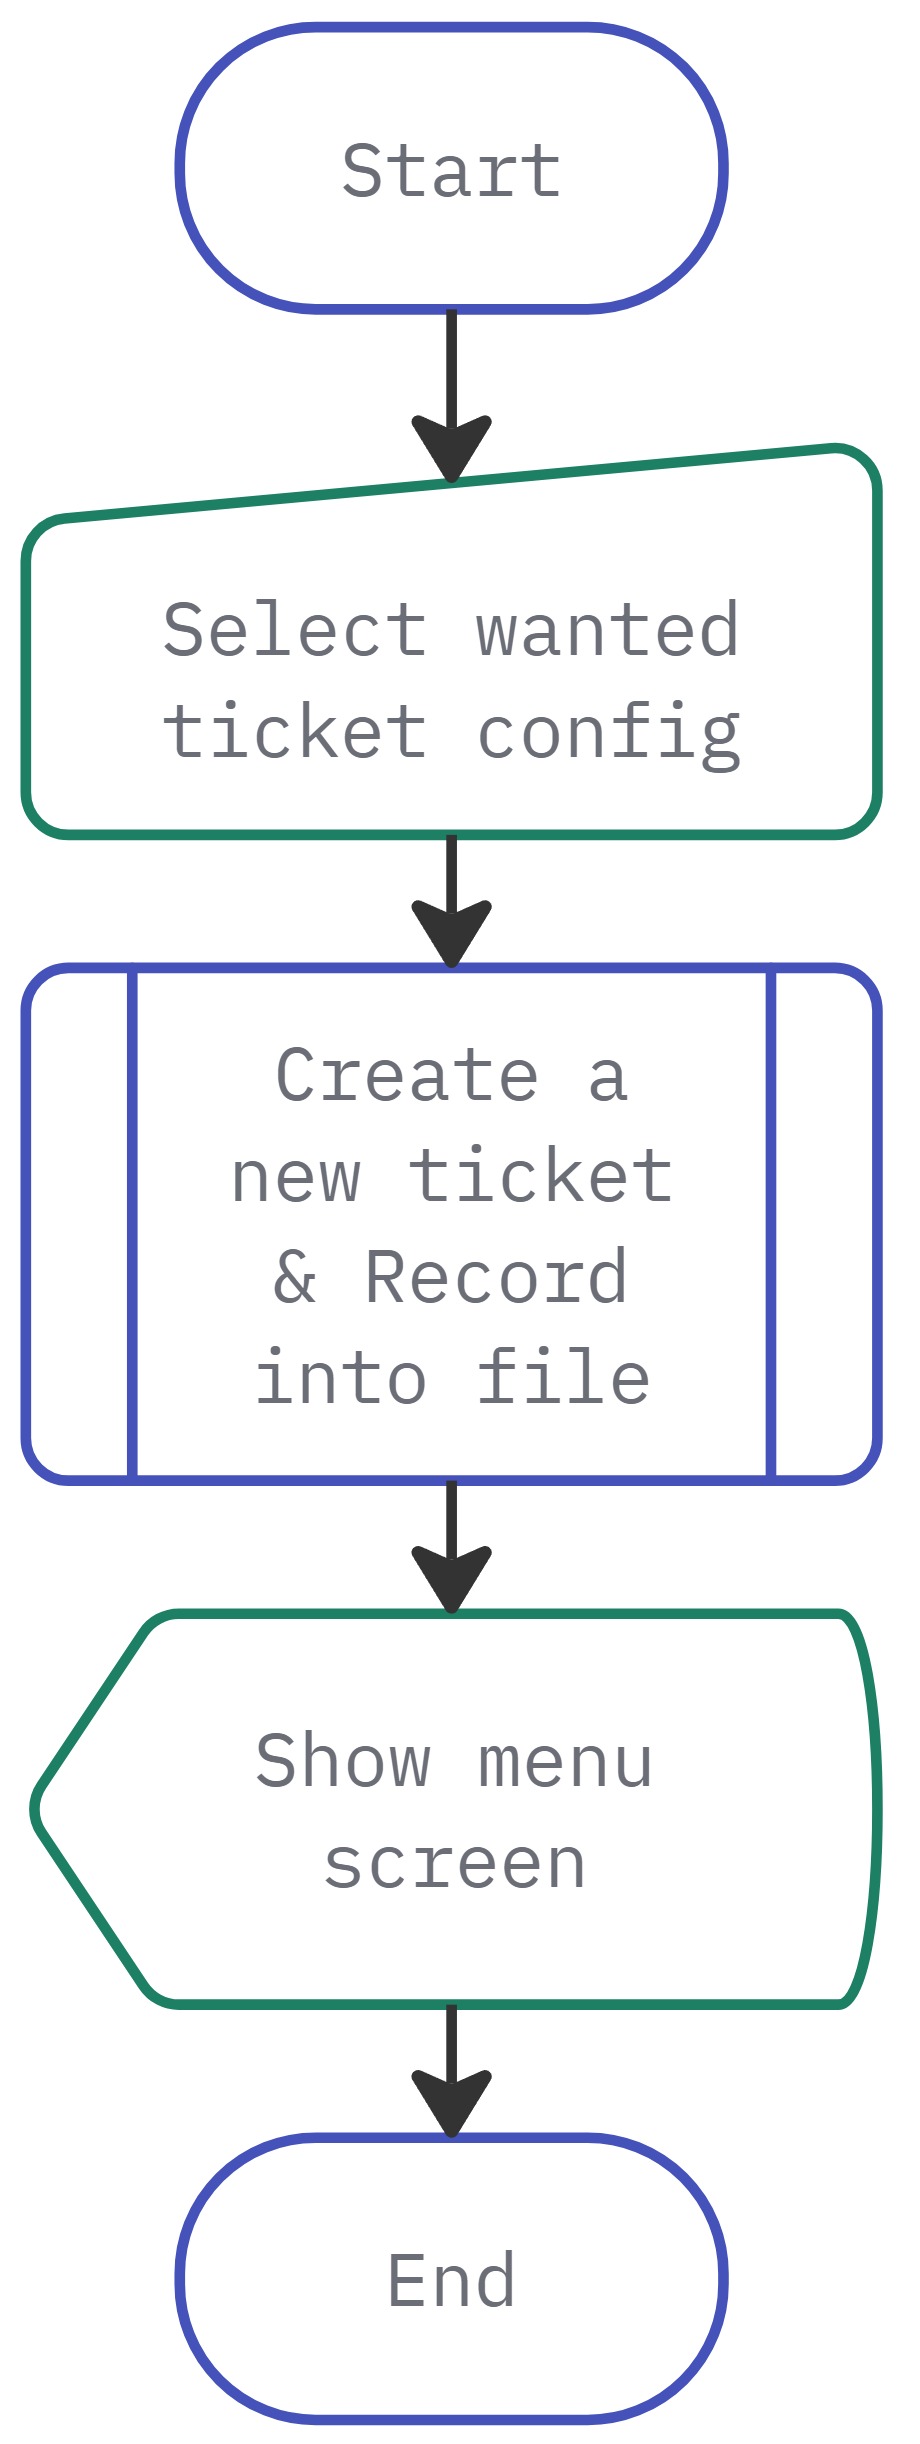 Start
Select wanted
ticket config
Create a
new ticket
& Record
into file
Show menu
screen
End